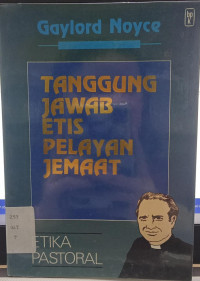 Gaylord Noyce
TANGGUNG
JAWAB
ETIS
PELAYAN
JEMAAT
ETIKA
PASTORAL